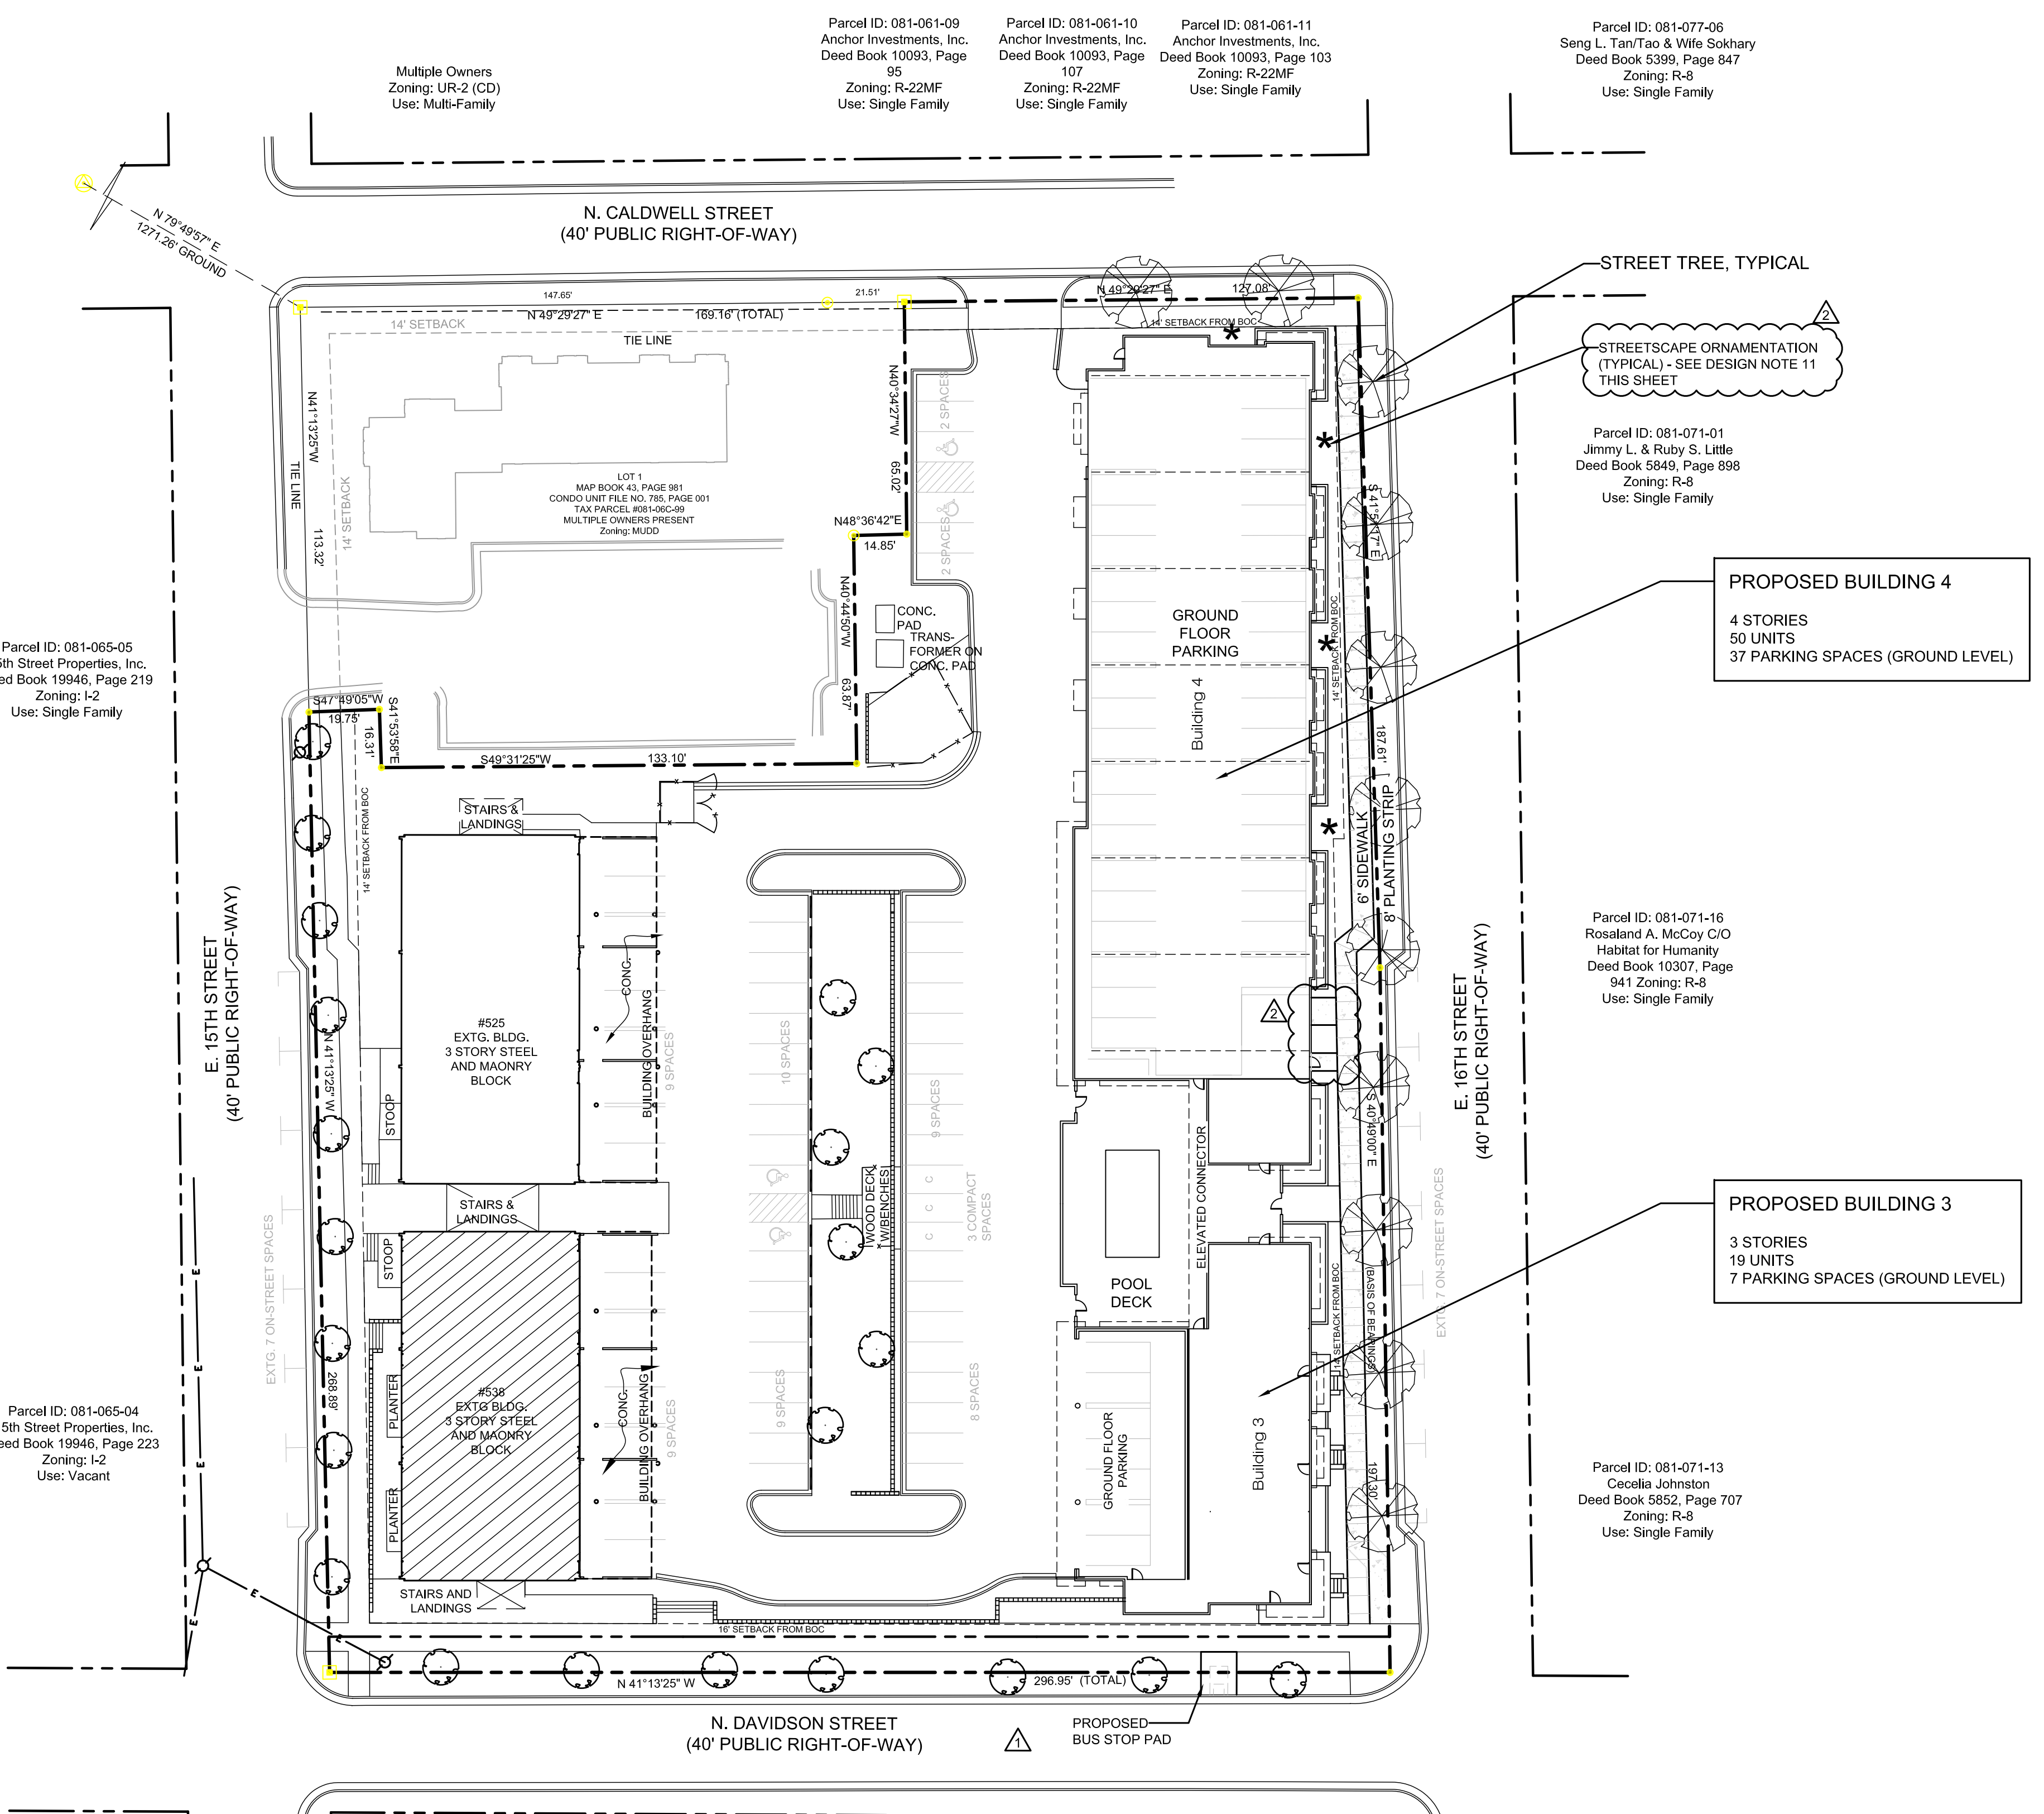 Multiple Owners
Zoning: UR-2 (CD)
Use: Multi-Family
Parcel ID: 081-061-09
Anchor Investments, Inc.
Deed Book 10093, Page
95
Zoning: R-22MF
Use: Single Family
Parcel ID: 081-061-10
Anchor Investments, Inc.
Deed Book 10093, Page
107
Zoning: R-22MF
Use: Single Family
Parcel ID: 081-061-11
Anchor Investments, Inc.
Deed Book 10093, Page 103
Zoning: R-22MF
Use: Single Family
Parcel ID: 081-077-06
Seng L. Tan/Tao & Wife Sokhary
Deed Book 5399, Page 847
Zoning: R-8
Use: Single Family
N 79°49'57" E
1271.26' GROUND
N. CALDWELL STREET
(40' PUBLIC RIGHT-OF-WAY)
147.65'
21.51'
N 49°29'27" E
169.16' (TOTAL)
14' SETBACK
TIE LINE
N 49°29'27" E
127.08'
14' SETBACK FROM BOC
STREET TREE, TYPICAL
2
STREETSCAPE ORNAMENTATION
(TYPICAL) - SEE DESIGN NOTE 11
THIS SHEET
N41°13'25"W
TIE LINE
113.32'
14' SETBACK
LOT 1
MAP BOOK 43, PAGE 981
CONDO UNIT FILE NO. 785, PAGE 001
TAX PARCEL #081-06C-99
MULTIPLE OWNERS PRESENT
Zoning: MUDD
N40°34'27"W
65.02'
2 SPACES
2 SPACES
N48°36'42"E
14.85'
N40°44'50"W
63.87'
CONC.
PAD
TRANS-
FORMER ON
CONC. PAD
GROUND
FLOOR
PARKING
Building 4
14' SETBACK FROM BOC
187.61'
6' SIDEWALK
8' PLANTING STRIP
Parcel ID: 081-071-01
Jimmy L. & Ruby S. Little
Deed Book 5849, Page 898
Zoning: R-8
Use: Single Family
PROPOSED BUILDING 4
4 STORIES
50 UNITS
37 PARKING SPACES (GROUND LEVEL)
Parcel ID: 081-065-05
5th Street Properties, Inc.
ed Book 19946, Page 219
Zoning: I-2
Use: Single Family
S47°49'05"W
19.75'
S41°53'58"E
16.31'
S49°31'25"W
133.10'
14' SETBACK FROM BOC
STAIRS &
LANDINGS
E. 15TH STREET
(40' PUBLIC RIGHT-OF-WAY)
N 41°13'25" W
268.89'
EXTG. 7 ON-STREET SPACES
#525
EXTG. BLDG.
3 STORY STEEL
AND MAONRY
BLOCK
STOOP
CONC.
BUILDING OVERHANG
9 SPACES
10 SPACES
9 SPACES
2
E. 16TH STREET
(40' PUBLIC RIGHT-OF-WAY)
Parcel ID: 081-071-16
Rosaland A. McCoy C/O
Habitat for Humanity
Deed Book 10307, Page
941 Zoning: R-8
Use: Single Family
STAIRS &
LANDINGS
STOOP
WOOD DECK
W/BENCHES
C
C
C
3 COMPACT
SPACES
ELEVATED CONNECTOR
POOL
DECK
S 40°49'00" E
(BASIS OF BEARINGS)
197.30'
14' SETBACK FROM BOC
EXTG. 7 ON-STREET SPACES
PROPOSED BUILDING 3
3 STORIES
19 UNITS
7 PARKING SPACES (GROUND LEVEL)
E
E
E
E
E
E
Parcel ID: 081-065-04
5th Street Properties, Inc.
eed Book 19946, Page 223
Zoning: I-2
Use: Vacant
PLANTER
PLANTER
#538
EXTG BLDG.
3 STORY STEEL
AND MAONRY
BLOCK
CONC.
BUILDING OVERHANG
9 SPACES
9 SPACES
8 SPACES
GROUND FLOOR
PARKING
Building 3
Parcel ID: 081-071-13
Cecelia Johnston
Deed Book 5852, Page 707
Zoning: R-8
Use: Single Family
STAIRS AND
LANDINGS
16' SETBACK FROM BOC
N 41°13'25" W
296.95' (TOTAL)
N. DAVIDSON STREET
(40' PUBLIC RIGHT-OF-WAY)
1
PROPOSED
BUS STOP PAD